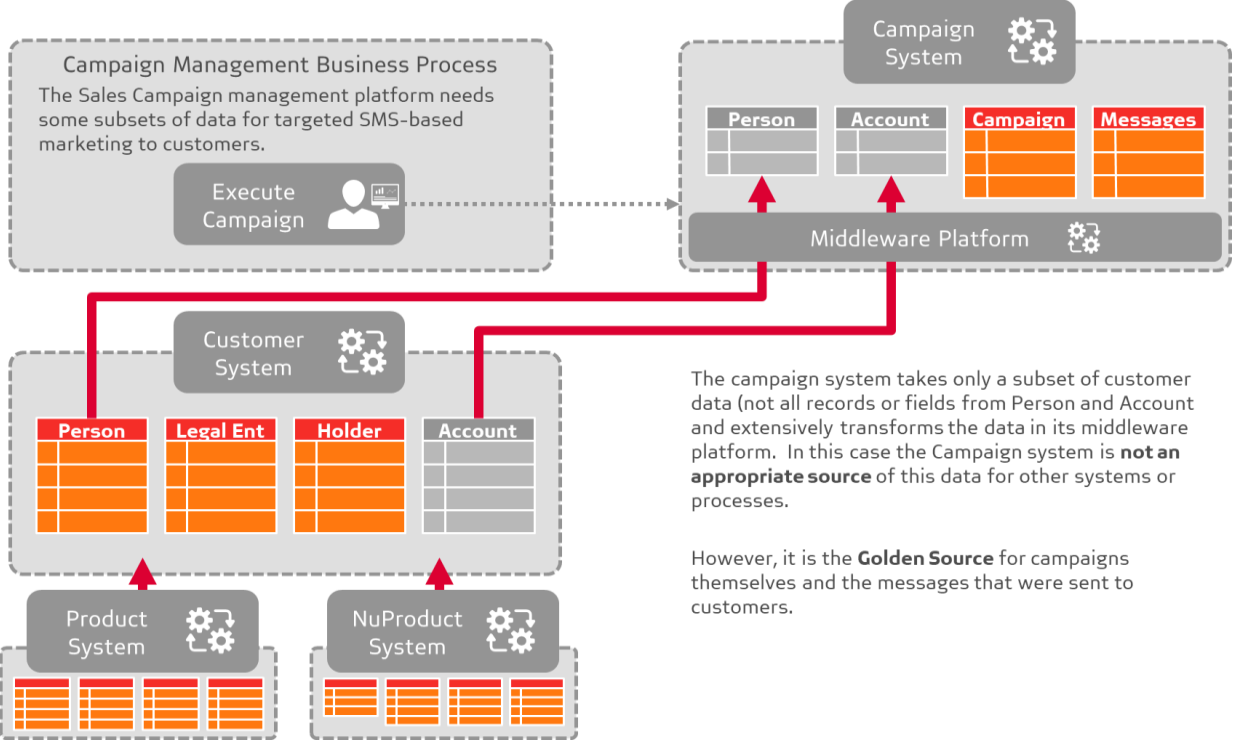 Campaign Management Business Process
The Sales Campaign management platform needs
some subsets of data for targeted SMS-based
marketing to customers.
Execute
Campaign
Campaign
System
Person
Account
Campaign
Messages
Middleware Platform
Customer
System
Person
Legal Ent
Holder
Account
The campaign system takes only a subset of customer
data (not all records or fields from Person and Account
and extensively transforms the data in its middleware
platform.  In this case the Campaign system is not an
appropriate source of this data for other systems or
processes.
However, it is the Golden Source for campaigns
themselves and the messages that were sent to
customers.
Product
System
NuProduct
System